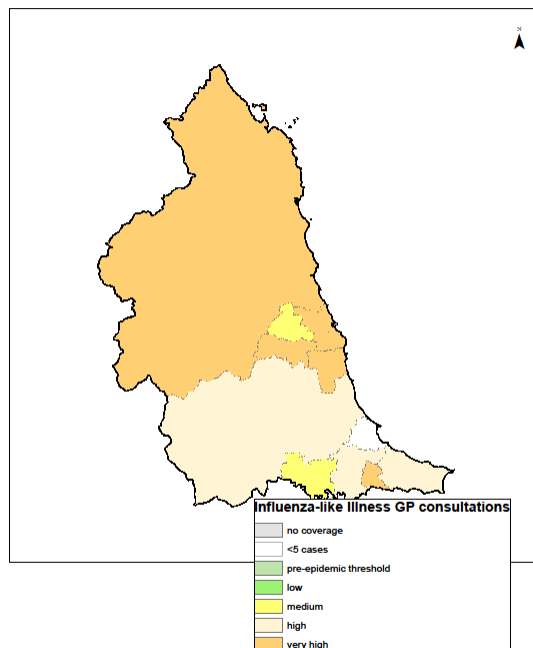 N
Influenza-like Illness GP consultations
no coverage
<5 cases
pre-epidemic threshold
low
medium
high
very high